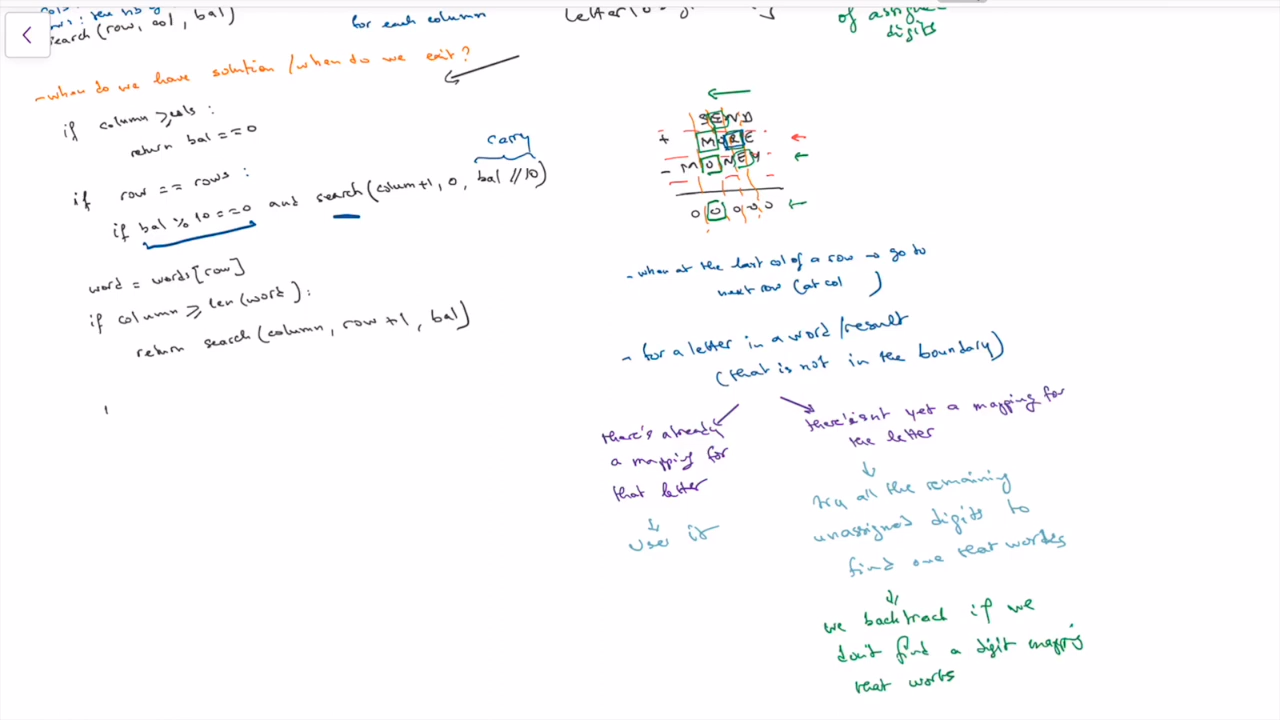 search (row, col, bal)
for each column
of assigned
digits
- when do we have solution / when do we exit?
if column >= cols :
return bal == 0
if row == rows :
carry
if bal % 10 == 0 and search (colum+1, 0, bal // 10)
word = words[row]
if column >= len(word) :
return search (column, row +1, bal)
SEND
+ MORE
- MONEY
0 0 0 0 0
- when at the last col of a row → go to
next row (at col )
- for a letter in a word / result
(that is not in the boundary)
there's already
a mapping for
that letter
↓
user it
there isn't yet a mapping for
the letter
↓
try all the remaining
unassigned digits to
find one that workes
↓
we backtrack if we
don't find a digit mapping
that works